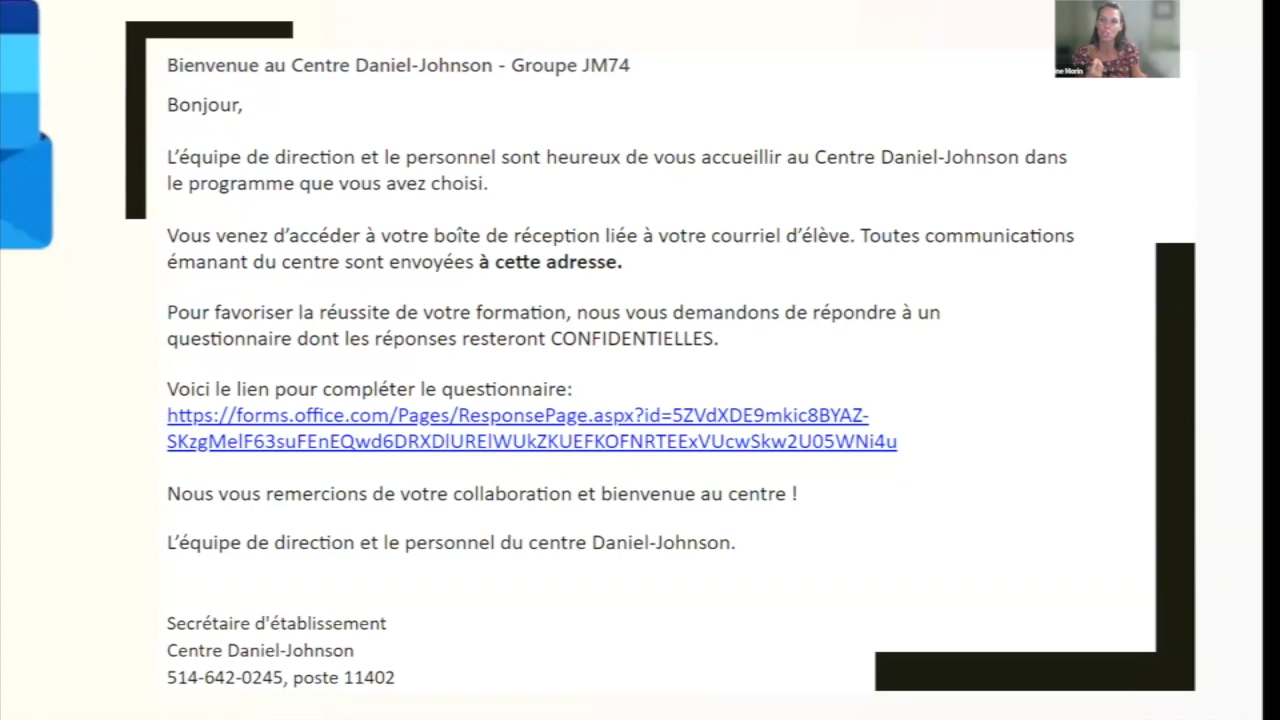 Bienvenue au Centre Daniel-Johnson - Groupe JM74
Bonjour,
L'équipe de direction et le personnel sont heureux de vous accueillir au Centre Daniel-Johnson dans
le programme que vous avez choisi.
Vous venez d'accéder à votre boîte de réception liée à votre courriel d'élève. Toutes communications
émanant du centre sont envoyées à cette adresse.
Pour favoriser la réussite de votre formation, nous vous demandons de répondre à un
questionnaire dont les réponses resteront CONFIDENTIELLES.
Voici le lien pour compléter le questionnaire:
https://forms.office.com/Pages/ResponsePage.aspx?id=5ZVdXDE9mkic8BYAZ-
SKzgMelF63suFEnEQwd6DRXDlURElWUkZKUEFKOFNRTEExVUcwSkw2U05WNi4u
Nous vous remercions de votre collaboration et bienvenue au centre !
L'équipe de direction et le personnel du centre Daniel-Johnson.
Secrétaire d'établissement
Centre Daniel-Johnson
514-642-0245, poste 11402
ne Morin